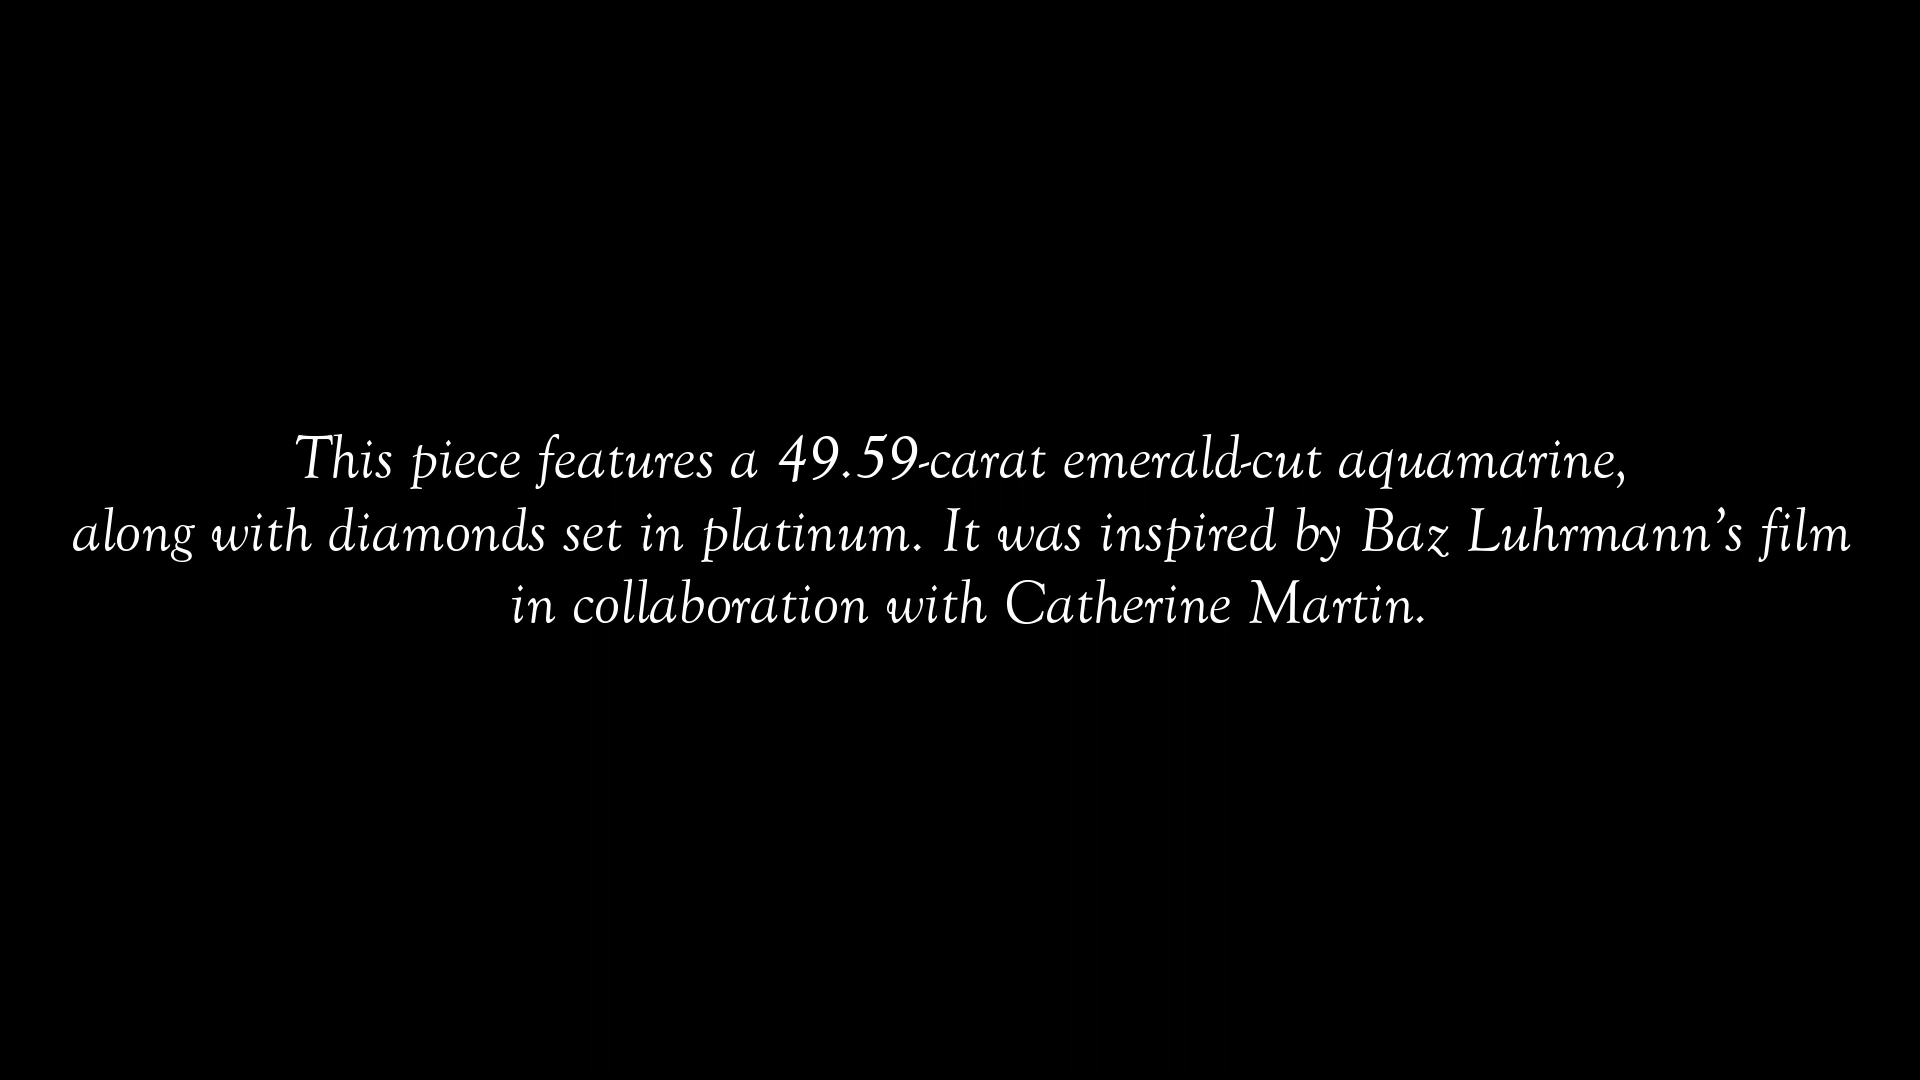 This piece features a 49.59-carat emerald-cut aquamarine,
along with diamonds set in platinum. It was inspired by Baz Luhrmann’s film
in collaboration with Catherine Martin.